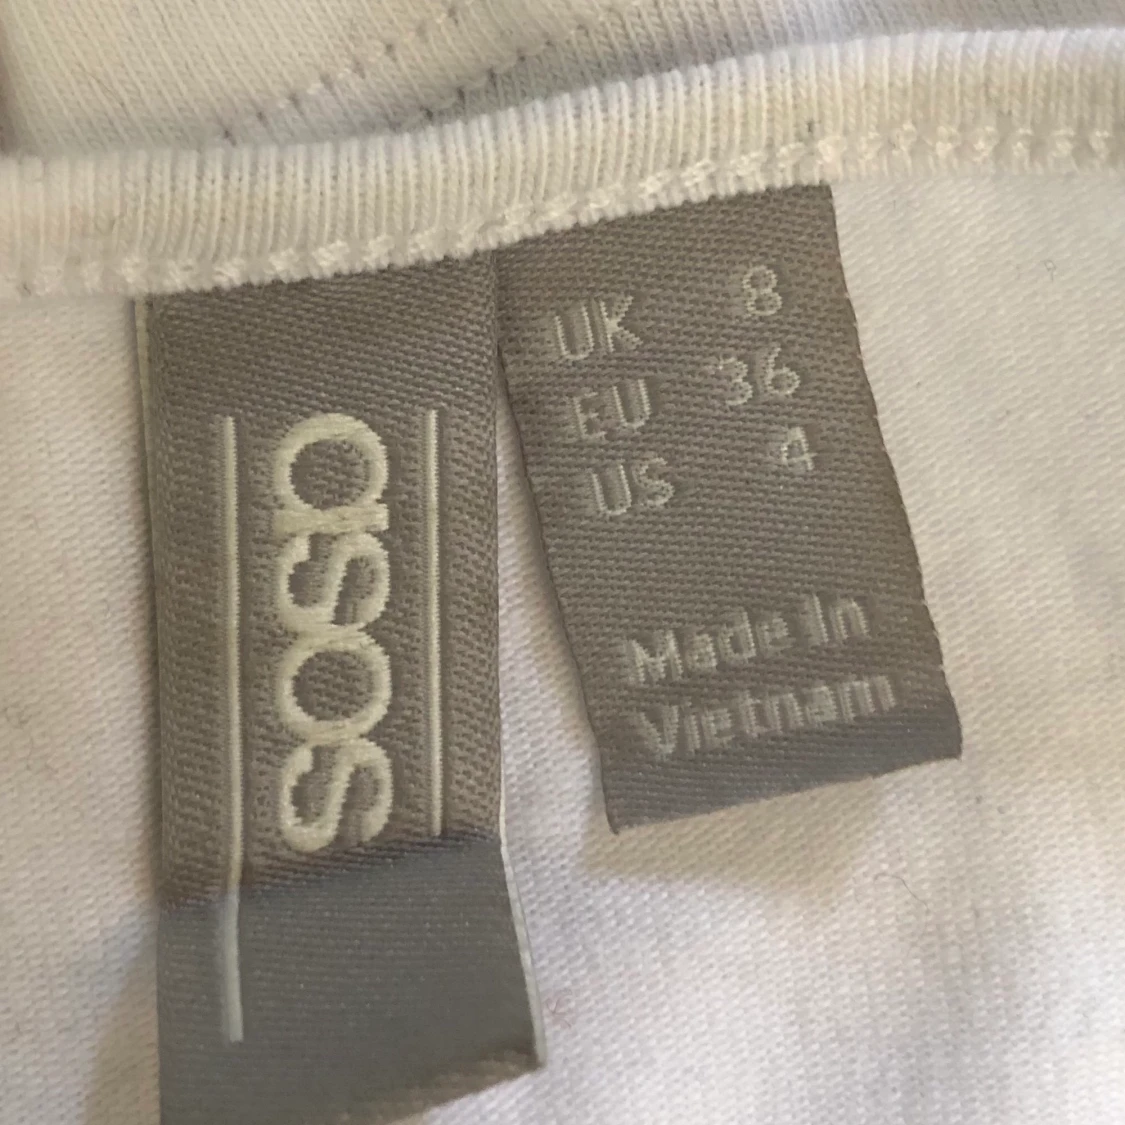 asos
UK 8
EU 36
US 4
Made In
Vietnam